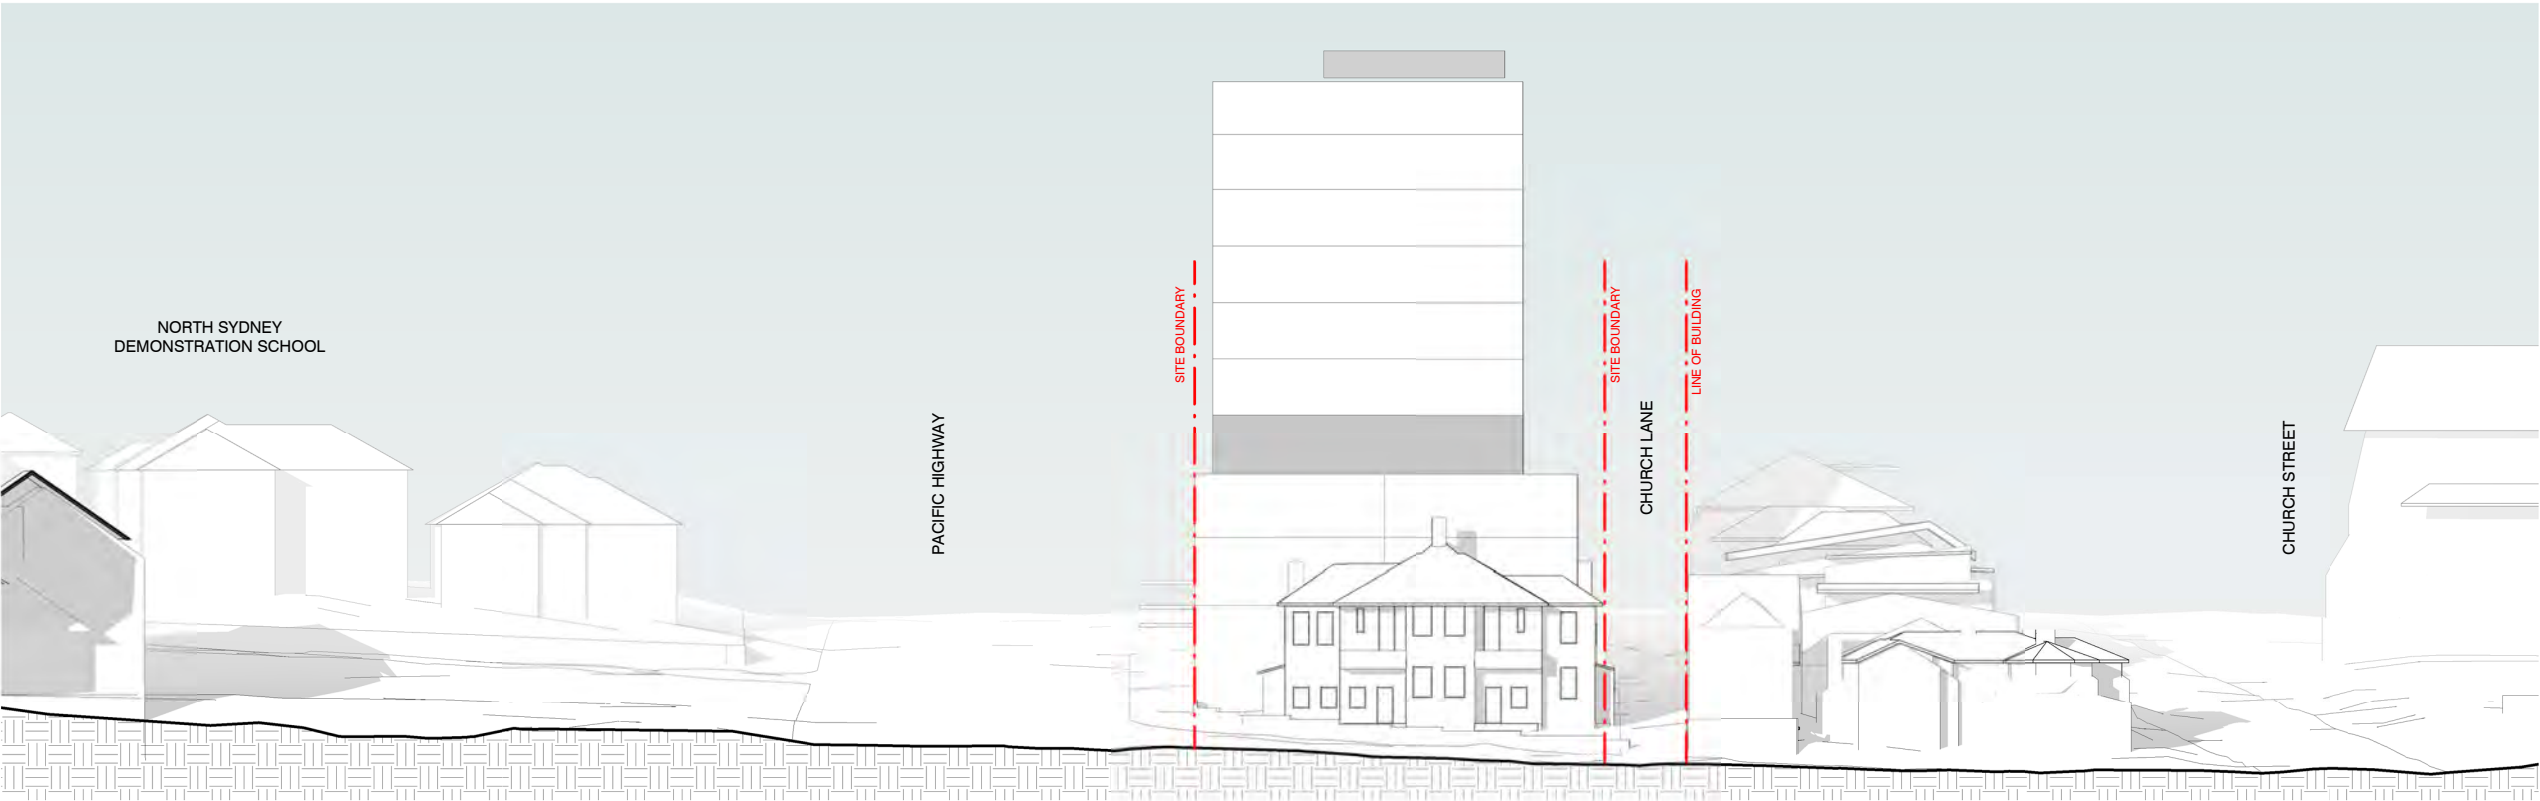 NORTH SYDNEY
DEMONSTRATION SCHOOL
PACIFIC HIGHWAY
SITE BOUNDARY
SITE BOUNDARY
CHURCH LANE
LINE OF BUILDING
CHURCH STREET